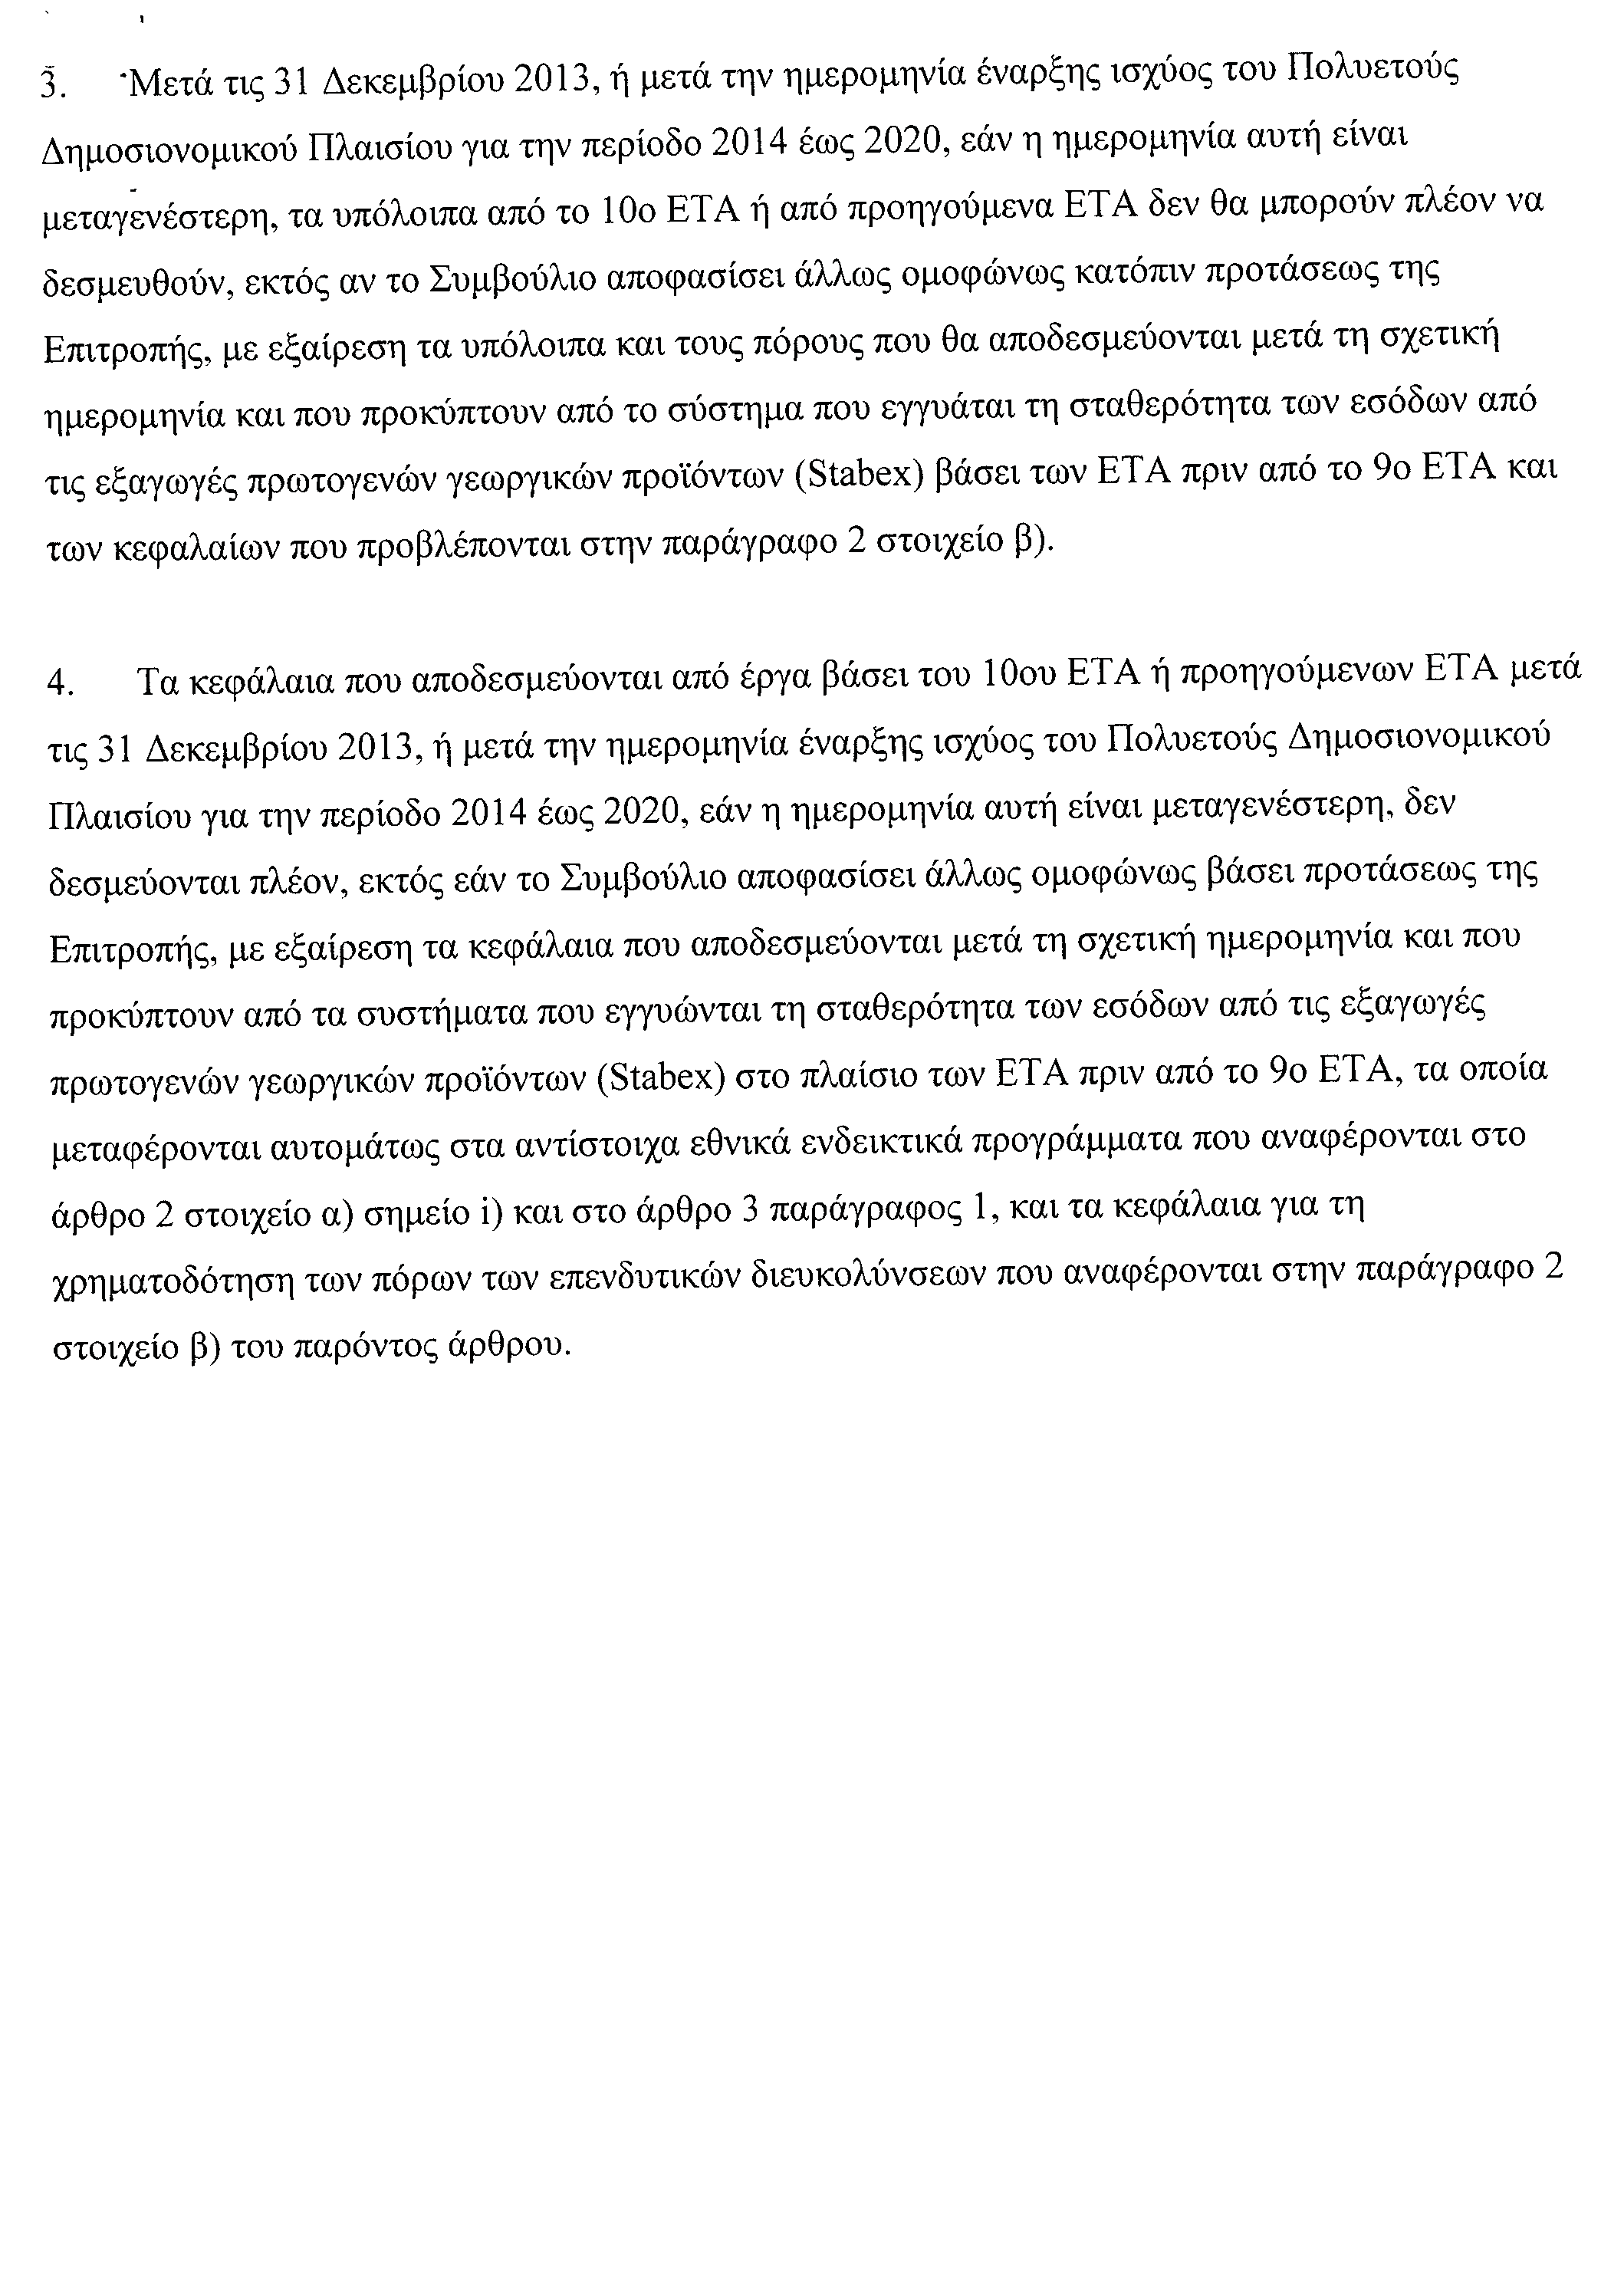 3. Μετά τις 31 Δεκεμβρίου 2013, ή μετά την ημερομηνία έναρξης ισχύος του Πολυετούς
Δημοσιονομικού Πλαισίου για την περίοδο 2014 έως 2020, εάν η ημερομηνία αυτή είναι
μεταγενέστερη, τα υπόλοιπα από το 10ο ΕΤΑ ή από προηγούμενα ΕΤΑ δεν θα μπορούν πλέον να
δεσμευθούν, εκτός αν το Συμβούλιο αποφασίσει άλλως ομοφώνως κατόπιν προτάσεως της
Επιτροπής, με εξαίρεση τα υπόλοιπα και τους πόρους που θα αποδεσμεύονται μετά τη σχετική
ημερομηνία και που προκύπτουν από το σύστημα που εγγυάται τη σταθερότητα των εσόδων από
τις εξαγωγές πρωτογενών γεωργικών προϊόντων (Stabex) βάσει των ΕΤΑ πριν από το 9ο ΕΤΑ και
των κεφαλαίων που προβλέπονται στην παράγραφο 2 στοιχείο β).
4. Τα κεφάλαια που αποδεσμεύονται από έργα βάσει του 10ου ΕΤΑ ή προηγούμενων ΕΤΑ μετά
τις 31 Δεκεμβρίου 2013, ή μετά την ημερομηνία έναρξης ισχύος του Πολυετούς Δημοσιονομικού
Πλαισίου για την περίοδο 2014 έως 2020, εάν η ημερομηνία αυτή είναι μεταγενέστερη, δεν
δεσμεύονται πλέον, εκτός εάν το Συμβούλιο αποφασίσει άλλως ομοφώνως βάσει προτάσεως της
Επιτροπής, με εξαίρεση τα κεφάλαια που αποδεσμεύονται μετά τη σχετική ημερομηνία και που
προκύπτουν από τα συστήματα που εγγυώνται τη σταθερότητα των εσόδων από τις εξαγωγές
πρωτογενών γεωργικών προϊόντων (Stabex) στο πλαίσιο των ΕΤΑ πριν από το 9ο ΕΤΑ, τα οποία
μεταφέρονται αυτομάτως στα αντίστοιχα εθνικά ενδεικτικά προγράμματα που αναφέρονται στο
άρθρο 2 στοιχείο α) σημείο i) και στο άρθρο 3 παράγραφος 1, και τα κεφάλαια για τη
χρηματοδότηση των πόρων των επενδυτικών διευκολύνσεων που αναφέρονται στην παράγραφο 2
στοιχείο β) του παρόντος άρθρου.